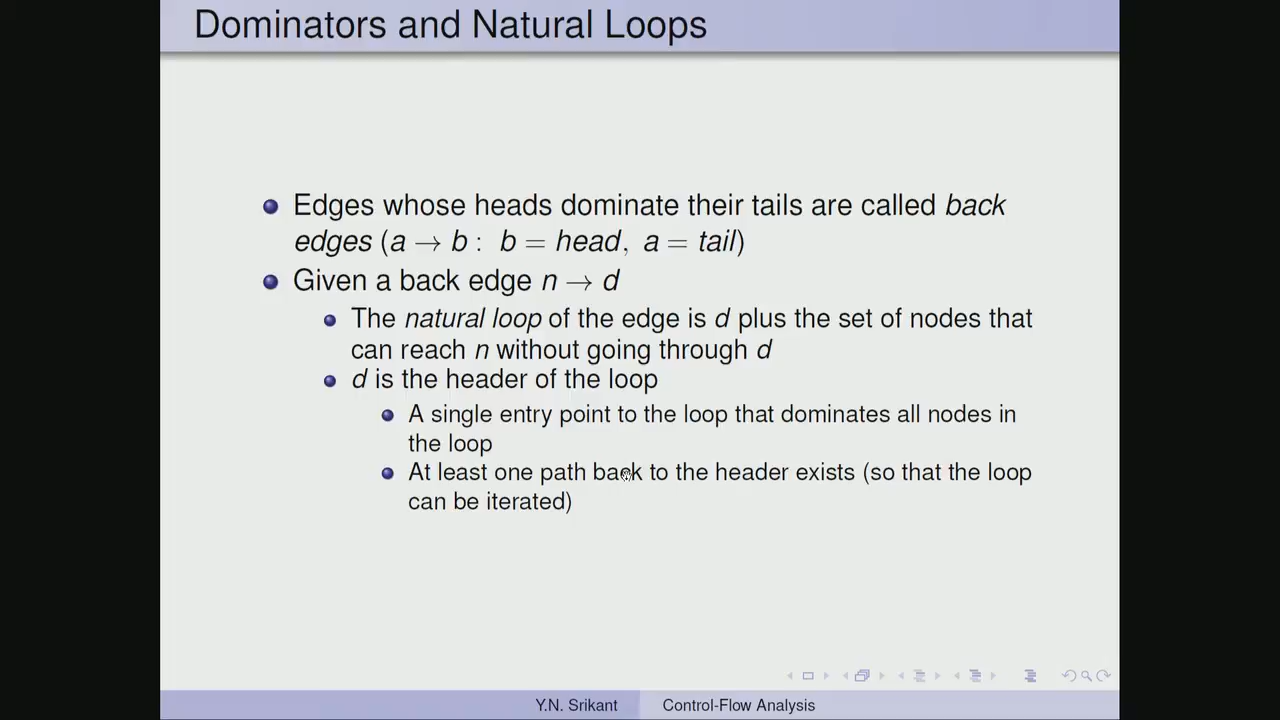 Dominators and Natural Loops
Edges whose heads dominate their tails are called back
edges (a → b : b = head, a = tail)
Given a back edge n → d
The natural loop of the edge is d plus the set of nodes that
can reach n without going through d
d is the header of the loop
A single entry point to the loop that dominates all nodes in
the loop
At least one path back to the header exists (so that the loop
can be iterated)
Y.N. Srikant
Control-Flow Analysis